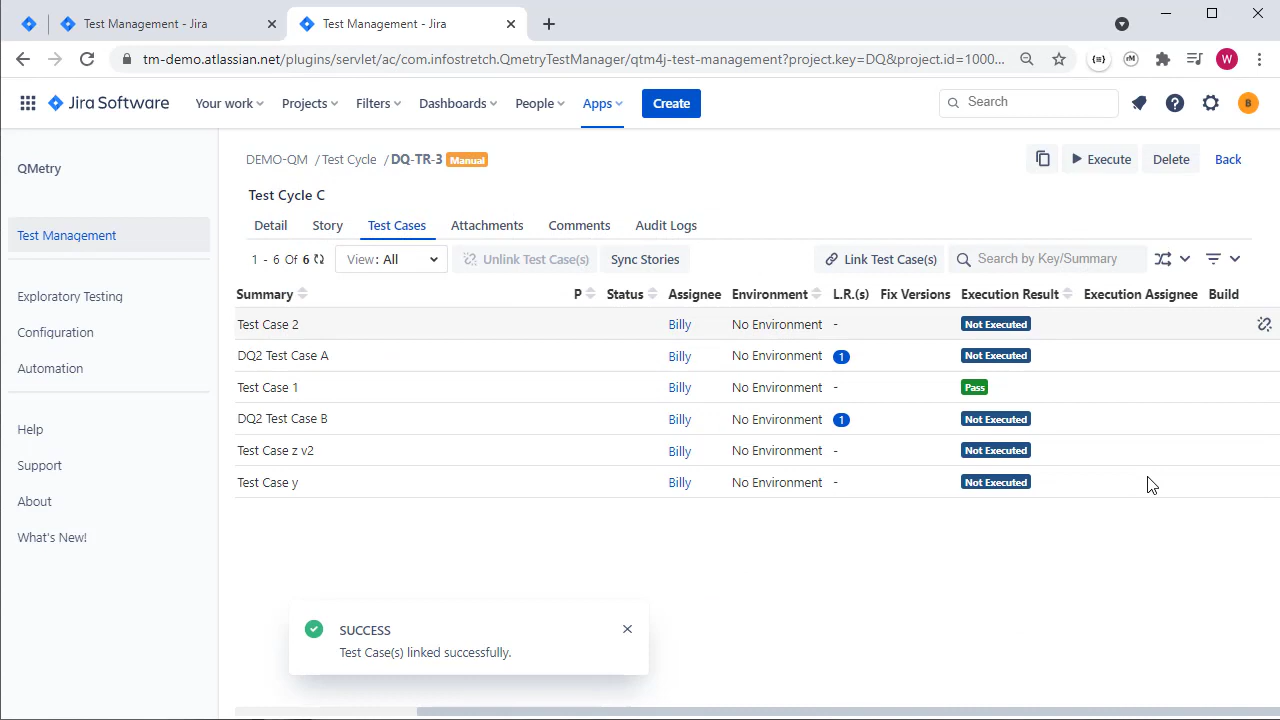 Test Management - Jira
Test Management - Jira
tm-demo.atlassian.net/plugins/servlet/ac/com.infostretch.QmetryTestManager/qtm4j-test-management?project.key=DQ&project.id=1000...
W
Jira Software
Your work
Projects
Filters
Dashboards
People
Apps
Create
Search
B
QMetry
Test Management
Exploratory Testing
Configuration
Automation
Help
Support
About
What's New!
DEMO-QM / Test Cycle / DQ-TR-3 Manual
Execute
Delete
Back
Test Cycle C
Detail Story Test Cases Attachments Comments Audit Logs
1 - 6 Of 6
View : All
Unlink Test Case(s)
Sync Stories
Link Test Case(s)
Search by Key/Summary
Summary P Status Assignee Environment L.R.(s) Fix Versions Execution Result Execution Assignee Build
Test Case 2 Billy No Environment - Not Executed
DQ2 Test Case A Billy No Environment 1 Not Executed
Test Case 1 Billy No Environment - Pass
DQ2 Test Case B Billy No Environment 1 Not Executed
Test Case z v2 Billy No Environment - Not Executed
Test Case y Billy No Environment - Not Executed
SUCCESS
Test Case(s) linked successfully.